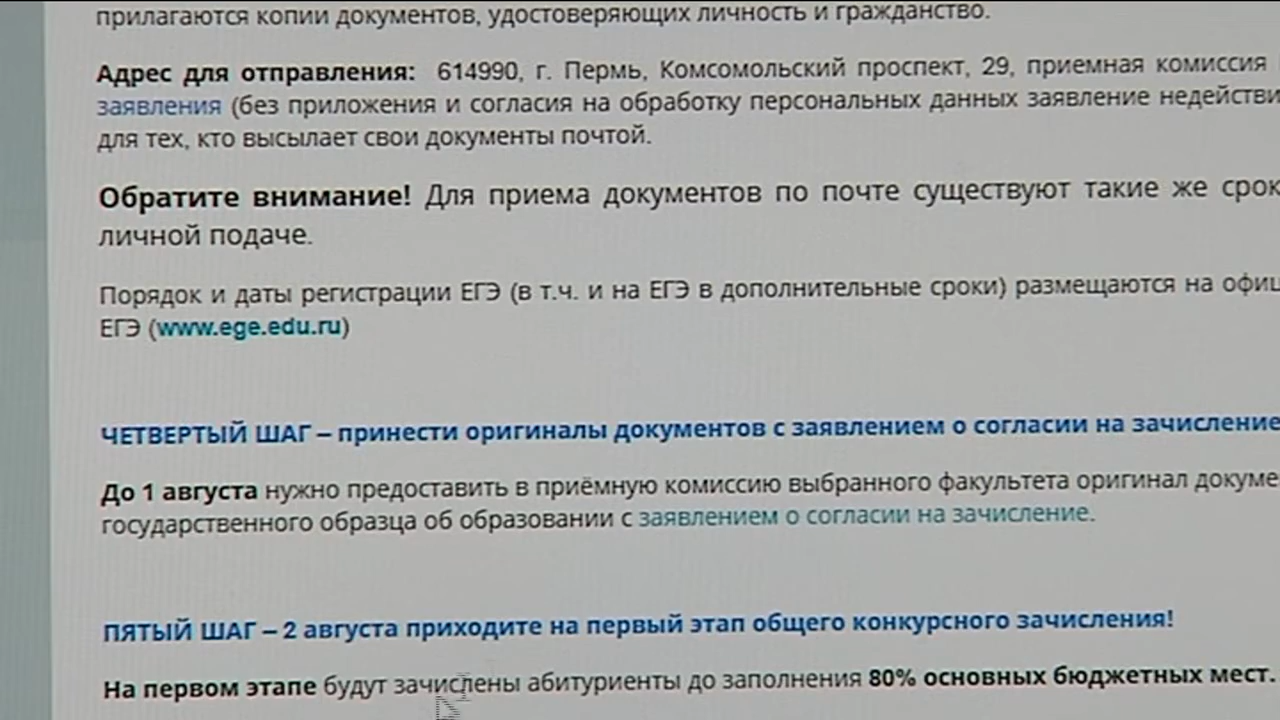 прилагаются копии документов, удостоверяющих личность и гражданство.
Адрес для отправления: 614990, г. Пермь, Комсомольский проспект, 29, приемная комиссия
заявления (без приложения и согласия на обработку персональных данных заявление недействи
для тех, кто высылает свои документы почтой.
Обратите внимание! Для приема документов по почте существуют такие же срок
личной подаче.
Порядок и даты регистрации ЕГЭ (в т.ч. и на ЕГЭ в дополнительные сроки) размещаются на офиц
ЕГЭ (www.ege.edu.ru)
ЧЕТВЕРТЫЙ ШАГ – принести оригиналы документов с заявлением о согласии на зачисление
До 1 августа нужно предоставить в приёмную комиссию выбранного факультета оригинал докуме
государственного образца об образовании с заявлением о согласии на зачисление.
ПЯТЫЙ ШАГ – 2 августа приходите на первый этап общего конкурсного зачисления!
На первом этапе будут зачислены абитуриенты до заполнения 80% основных бюджетных мест.